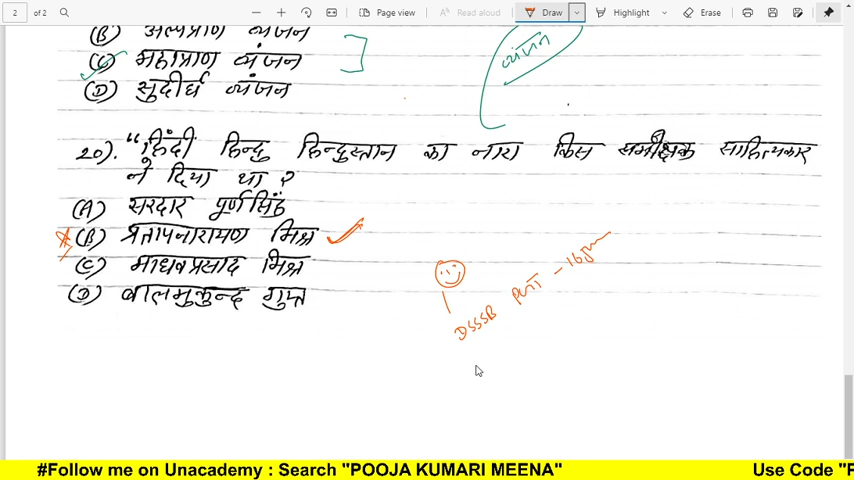 2 of 2
Page view
Read aloud
Draw
Highlight
Erase
(B) अल्पप्राण व्यंजन
(C) महाप्राण व्यंजन
(D) सुदीर्घ व्यंजन
व्यंजन
20). "हिंदी हिन्दु हिन्दुस्तान का नारा किस समीक्षक साहित्यकार
ने दिया था ?
(A) सरदार पूर्णसिंह
(B) प्रतापनारायण मिश्र
(C) माधवप्रसाद मिश्र
(D) बालमुकुन्द गुप्त
DSSSB
#Follow me on Unacademy : Search "POOJA KUMARI MEENA"
Use Code "P